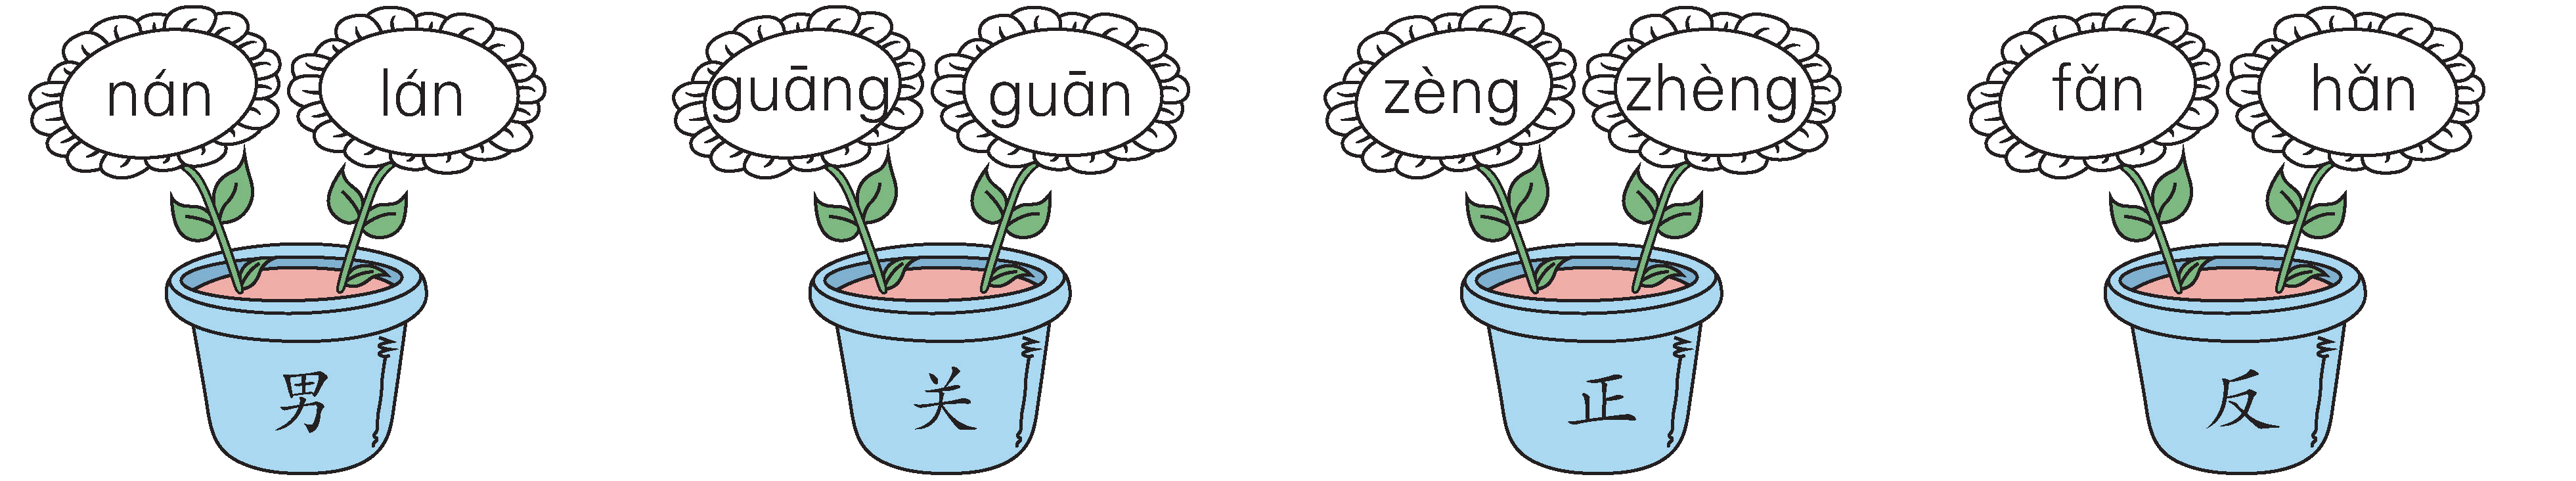 nán lán guāng guān zèng zhèng fǎn hǎn
男 关 正 反